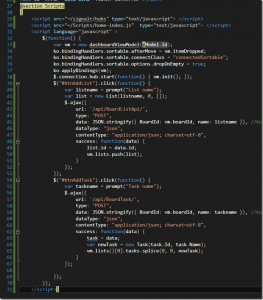 @section Scripts
<script src="~/signalr/hubs" type="text/javascript"> </script>
<script src="~/Scripts/home-index.js" type="text/javascript"></script>
<script language="javascript" >
$(function() {
var vm = new dashboardViewModel(@Model.Id);
ko.bindingHandlers.sortable.afterMove = vm.itemDropped;
ko.bindingHandlers.sortable.connectClass = "connectedSortable";
ko.bindingHandlers.sortable.options.dropOnEmpty = true;
ko.applyBindings(vm);
$.connection.hub.start(function() { vm.init(); });
$("#btnAddList").click(function() {
var listname = prompt("List name");
var list = new List(listname, 0, []);
$.ajax({
url: '/api/BoardListApi/',
type: "POST",
data: JSON.stringify({ BoardId: vm.boardId, name: listname }),
dataType: "json",
contentType: "application/json; charset=utf-8",
success: function(data) {
list.id = data.id;
vm.lists.push(list);
}
});
});
$("#btnAddTask").click(function() {
var taskname = prompt("Task name");
$.ajax({
url: '/api/BoardTask/',
type: "POST",
data: JSON.stringify({ BoardId: vm.boardId, name: taskname }),
dataType: "json",
contentType: "application/json; charset=utf-8",
success: function(data) {
task = data;
var newTask = new Task(task.Id, task.Name);
vm.lists()[0].tasks.splice(0, 0, newTask);
}
});
});
});
</script>